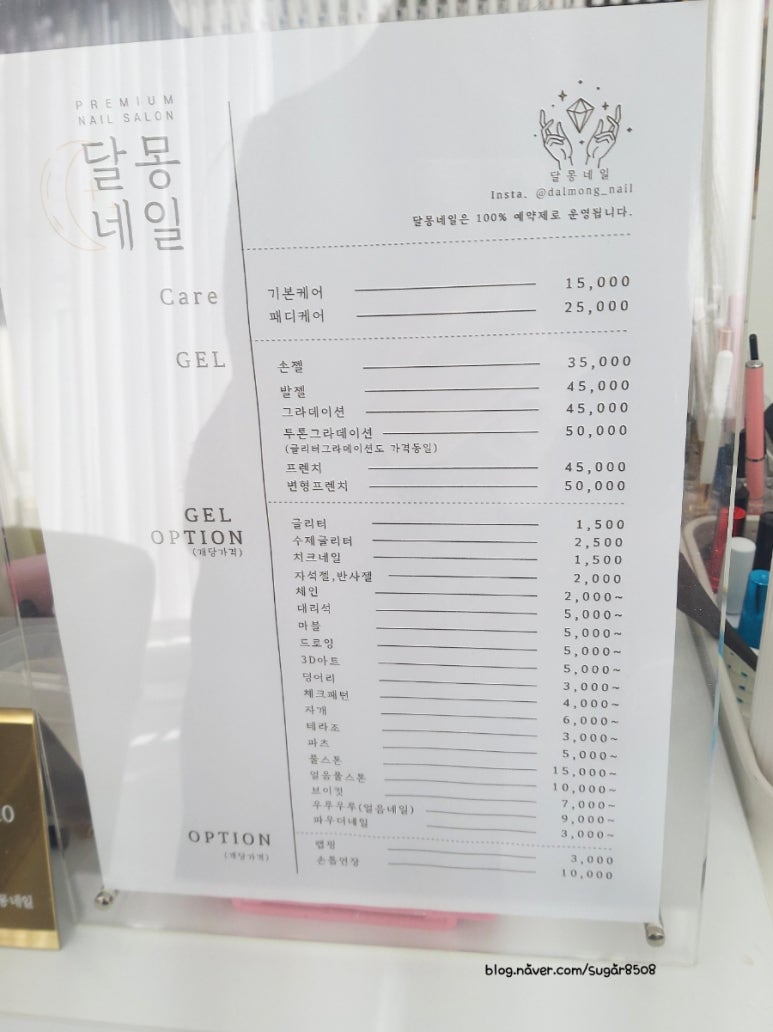 PREMIUM
NAIL SALON
달몽
네일
달몽네일
Insta. @dalmong_nail
달몽네일은 100% 예약제로 운영됩니다.
Care
기본케어 15,000
패디케어 25,000
GEL
손젤 35,000
발젤 45,000
그라데이션 45,000
투톤그라데이션 50,000
(글리터그라데이션도 가격동일)
프렌치 45,000
변형프렌치 50,000
GEL
OPTION
(개당가격)
글리터 1,500
수제글리터 2,500
치크네일 1,500
자석젤,반사젤 2,000
체인 2,000~
대리석 5,000~
마블 5,000~
드로잉 5,000~
3D아트 5,000~
덩어리 3,000~
체크패턴 4,000~
자개 6,000~
테라조 3,000~
파츠 5,000~
풀스톤 15,000~
얼음풀스톤 10,000~
브이컷 7,000~
우루우루(얼음네일) 9,000~
파우더네일 3,000~
OPTION
(개당가격)
랩핑 3,000
손톱연장 10,000
몽네일
blog.naver.com/sugar8508